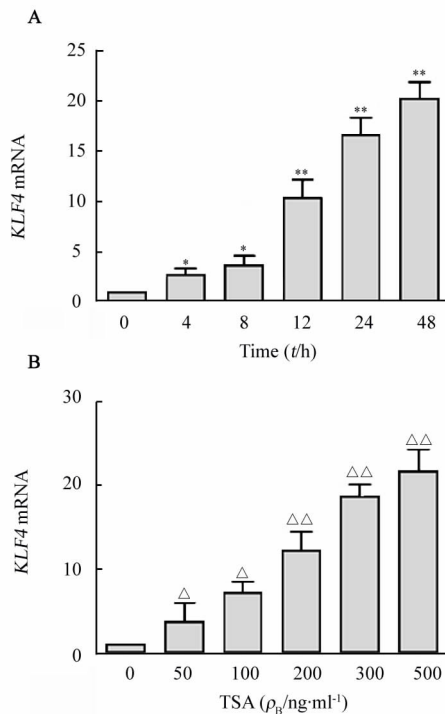 A
25
20
15
10
5
0
KLF4 mRNA
* * ** ** **
0 4 8 12 24 48
Time (t/h)
B
30
20
10
0
KLF4 mRNA
△ △ △△ △△ △△
0 50 100 200 300 500
TSA (ρB/ng·ml⁻¹)